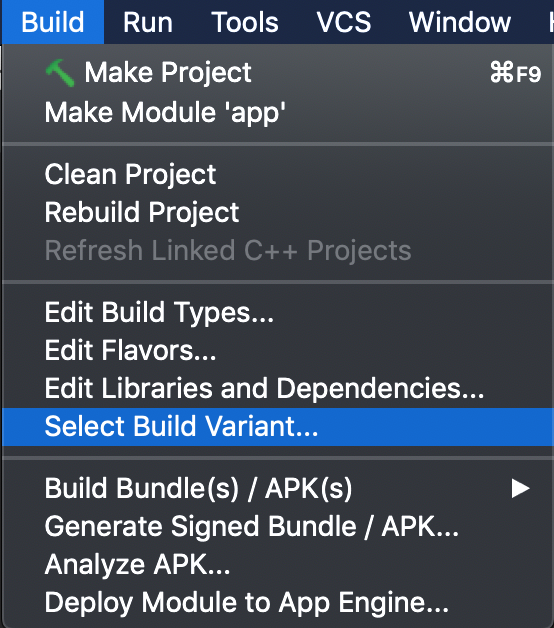 Build Run Tools VCS Window
Make Project ⌘F9
Make Module 'app'
Clean Project
Rebuild Project
Refresh Linked C++ Projects
Edit Build Types...
Edit Flavors...
Edit Libraries and Dependencies...
Select Build Variant...
Build Bundle(s) / APK(s)
Generate Signed Bundle / APK...
Analyze APK...
Deploy Module to App Engine...